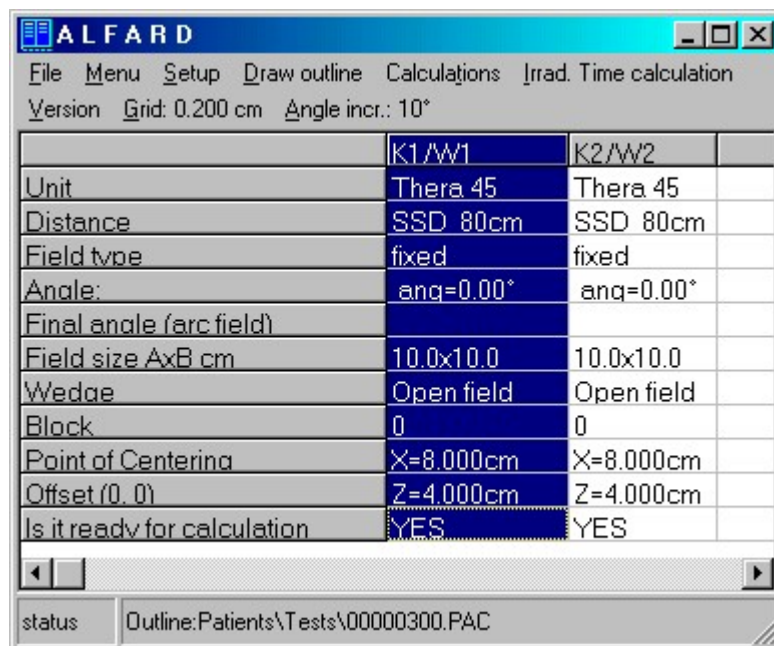 ALFARD
File Menu Setup Draw outline Calculations Irrad. Time calculation
Version Grid: 0.200 cm Angle incr.: 10°
K1/W1 K2/W2
Unit Thera 45 Thera 45
Distance SSD 80cm SSD 80cm
Field type fixed fixed
Angle: ang=0.00° ang=0.00°
Final angle (arc field)
Field size AxB cm 10.0x10.0 10.0x10.0
Wedge Open field Open field
Block 0 0
Point of Centering X=8.000cm X=8.000cm
Offset (0, 0) Z=4.000cm Z=4.000cm
Is it ready for calculation YES YES
status Outline:Patients\Tests\00000300.PAC